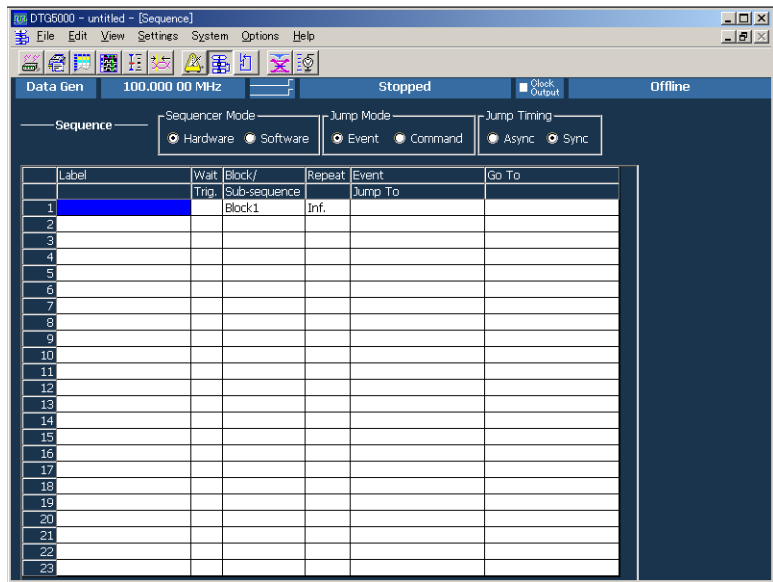 DTG5000 - untitled - [Sequence]
File Edit View Settings System Options Help
Data Gen 100.000 00 MHz Stopped Clock Output Offline
Sequence
Sequencer Mode Jump Mode Jump Timing
Hardware Software Event Command Async Sync
Label Wait Block/ Repeat Event Go To
Trig. Sub-sequence Jump To
1 Block1 Inf.
2
3
4
5
6
7
8
9
10
11
12
13
14
15
16
17
18
19
20
21
22
23